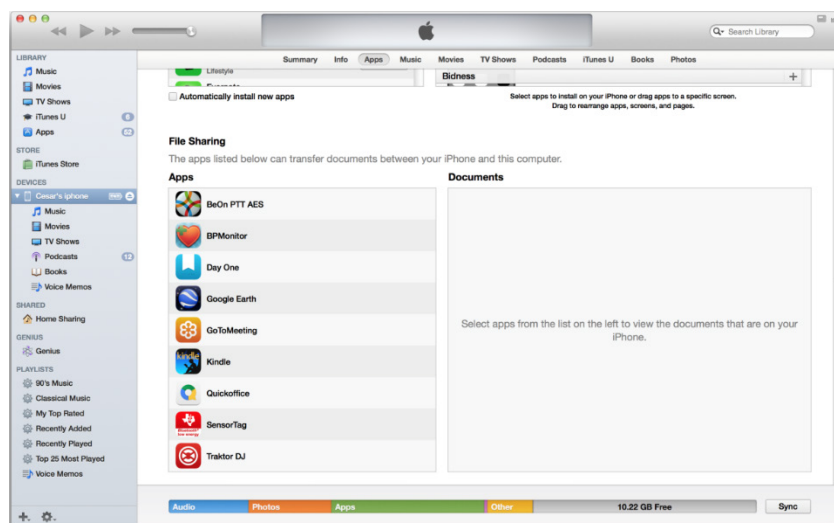 Search Library
LIBRARY
Music
Movies
TV Shows
iTunes U
Apps
STORE
iTunes Store
DEVICES
Cesar's iphone
Music
Movies
TV Shows
Podcasts 12
Books
Voice Memos
SHARED
Home Sharing
GENIUS
Genius
PLAYLISTS
90's Music
Classical Music
My Top Rated
Recently Added
Recently Played
Top 25 Most Played
Voice Memos
Summary Info Apps Music Movies TV Shows Podcasts iTunes U Books Photos
Lifestyle
Bidness
Automatically install new apps
Select apps to install on your iPhone or drag apps to a specific screen.
Drag to rearrange apps, screens, and pages.
File Sharing
The apps listed below can transfer documents between your iPhone and this computer.
Apps
BeOn PTT AES
BPMonitor
Day One
Google Earth
GoToMeeting
kindle
Kindle
Quickoffice
SensorTag
Traktor DJ
Documents
Select apps from the list on the left to view the documents that are on your
iPhone.
Audio Photos Apps Other 10.22 GB Free Sync